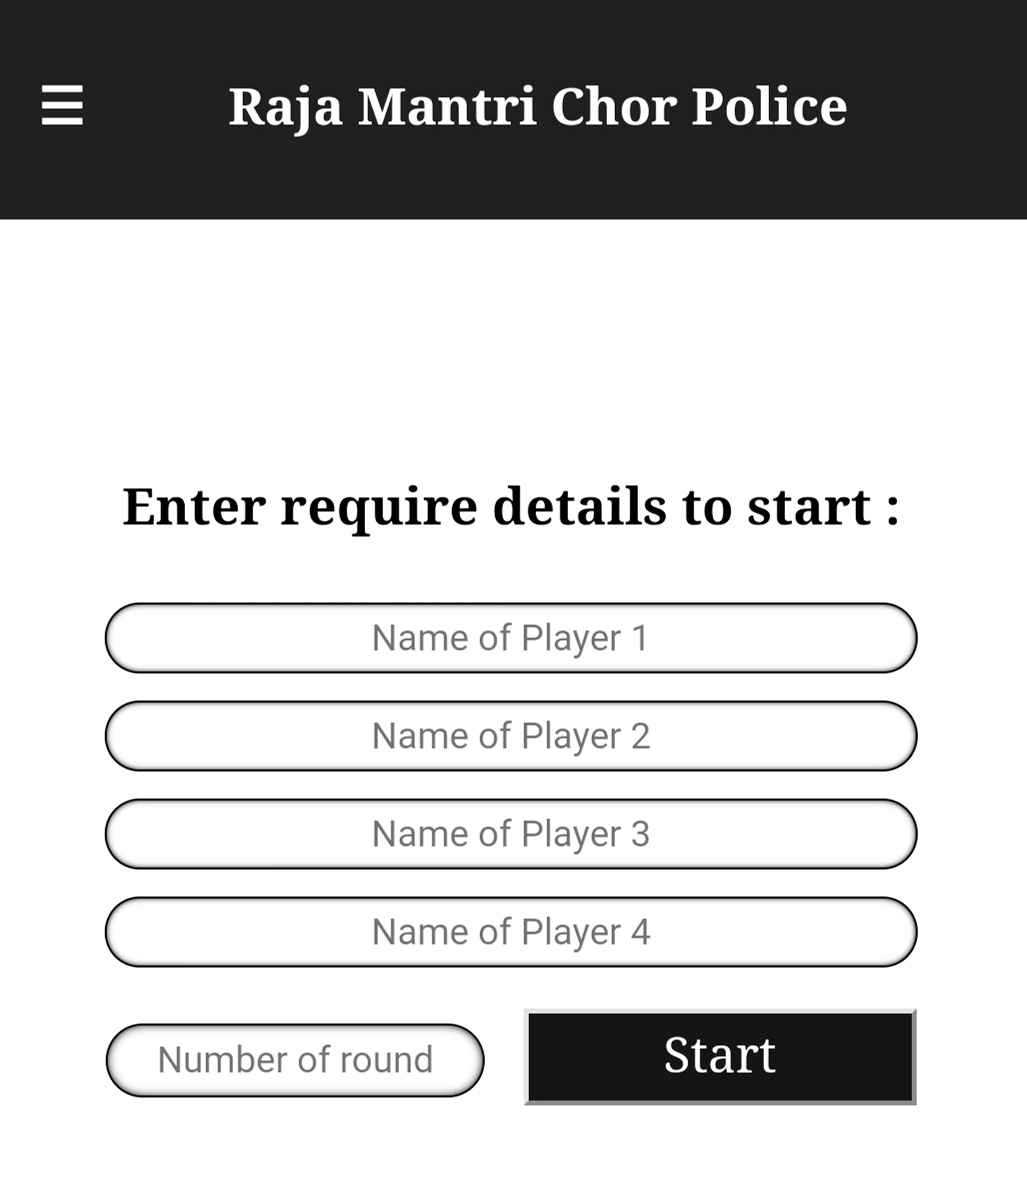 ☰ Raja Mantri Chor Police
Enter require details to start :
Name of Player 1
Name of Player 2
Name of Player 3
Name of Player 4
Number of round
Start